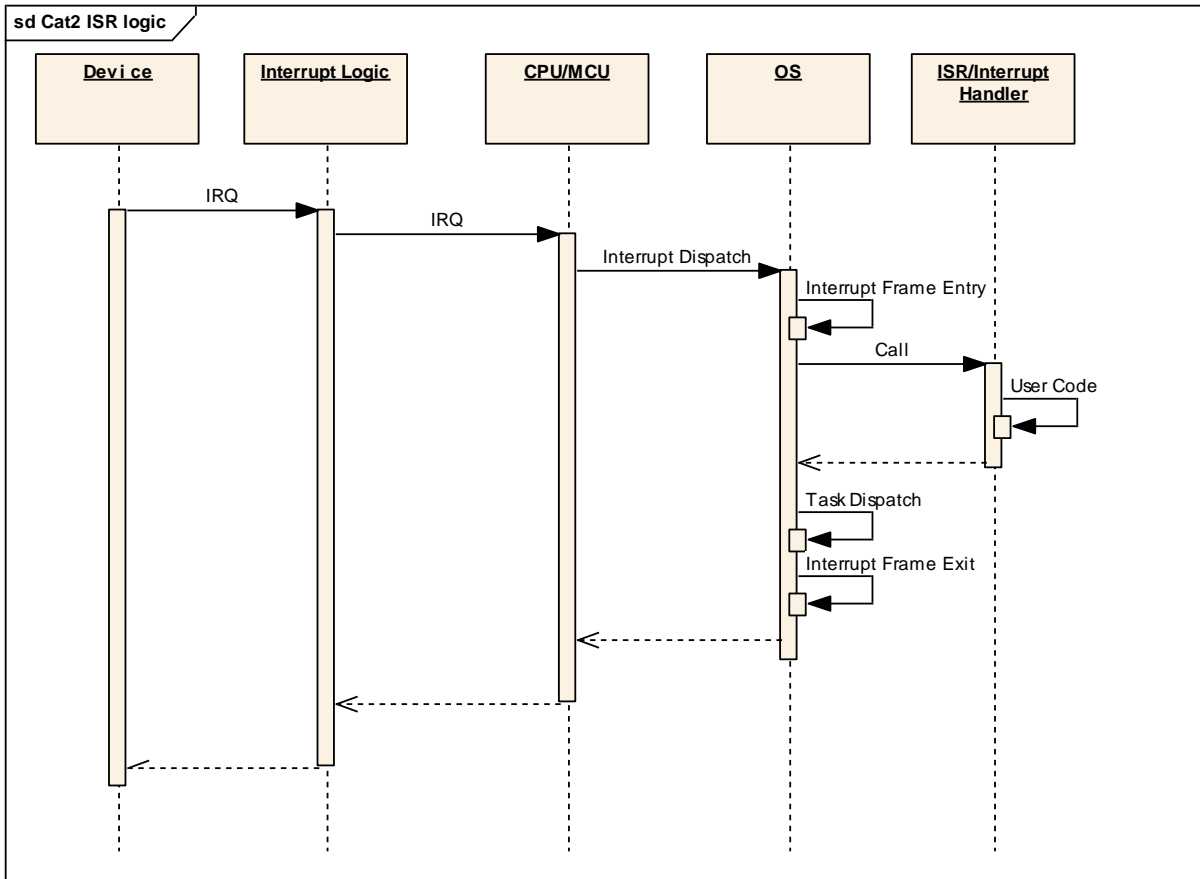 sd Cat2 ISR logic
Device
Interrupt Logic
CPU/MCU
OS
ISR/Interrupt
Handler
IRQ
IRQ
Interrupt Dispatch
Interrupt Frame Entry
Call
User Code
Task Dispatch
Interrupt Frame Exit